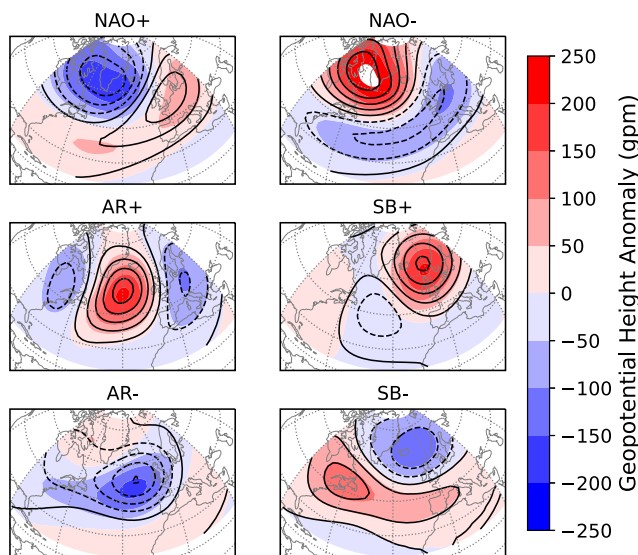 NAO+
NAO-
AR+
SB+
AR-
SB-
250
200
150
100
50
0
−50
−100
−150
−200
−250
Geopotential Height Anomaly (gpm)